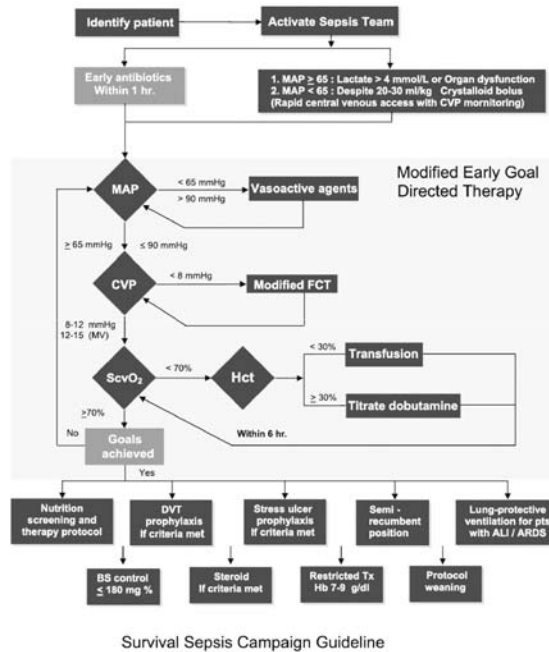 Identify patient
Activate Sepsis Team
Early antibiotics
Within 1 hr.
1. MAP ≥ 65 : Lactate > 4 mmol/L or Organ dysfunction
2. MAP < 65 : Despite 20-30 ml/kg Crystalloid bolus
(Rapid central venous access with CVP mornitoring)
Modified Early Goal
Directed Therapy
MAP
< 65 mmHg
> 90 mmHg
Vasoactive agents
≥ 65 mmHg
≤ 90 mmHg
CVP
< 8 mmHg
Modified FCT
8-12 mmHg
12-15 (MV)
ScvO₂
< 70%
Hct
< 30%
Transfusion
≥ 30%
Titrate dobutamine
≥70%
Within 6 hr.
No
Goals
achieved
Yes
Nutrition
screening and
therapy protocol
DVT
prophylaxis
If criteria met
Stress ulcer
prophylaxis
If criteria met
Semi -
recumbent
position
Lung-protective
ventilation for pts
with ALI / ARDS
BS control
≤ 180 mg %
Steroid
If criteria met
Restricted Tx
Hb 7-9 g/dl
Protocol
weaning
Survival Sepsis Campaign Guideline